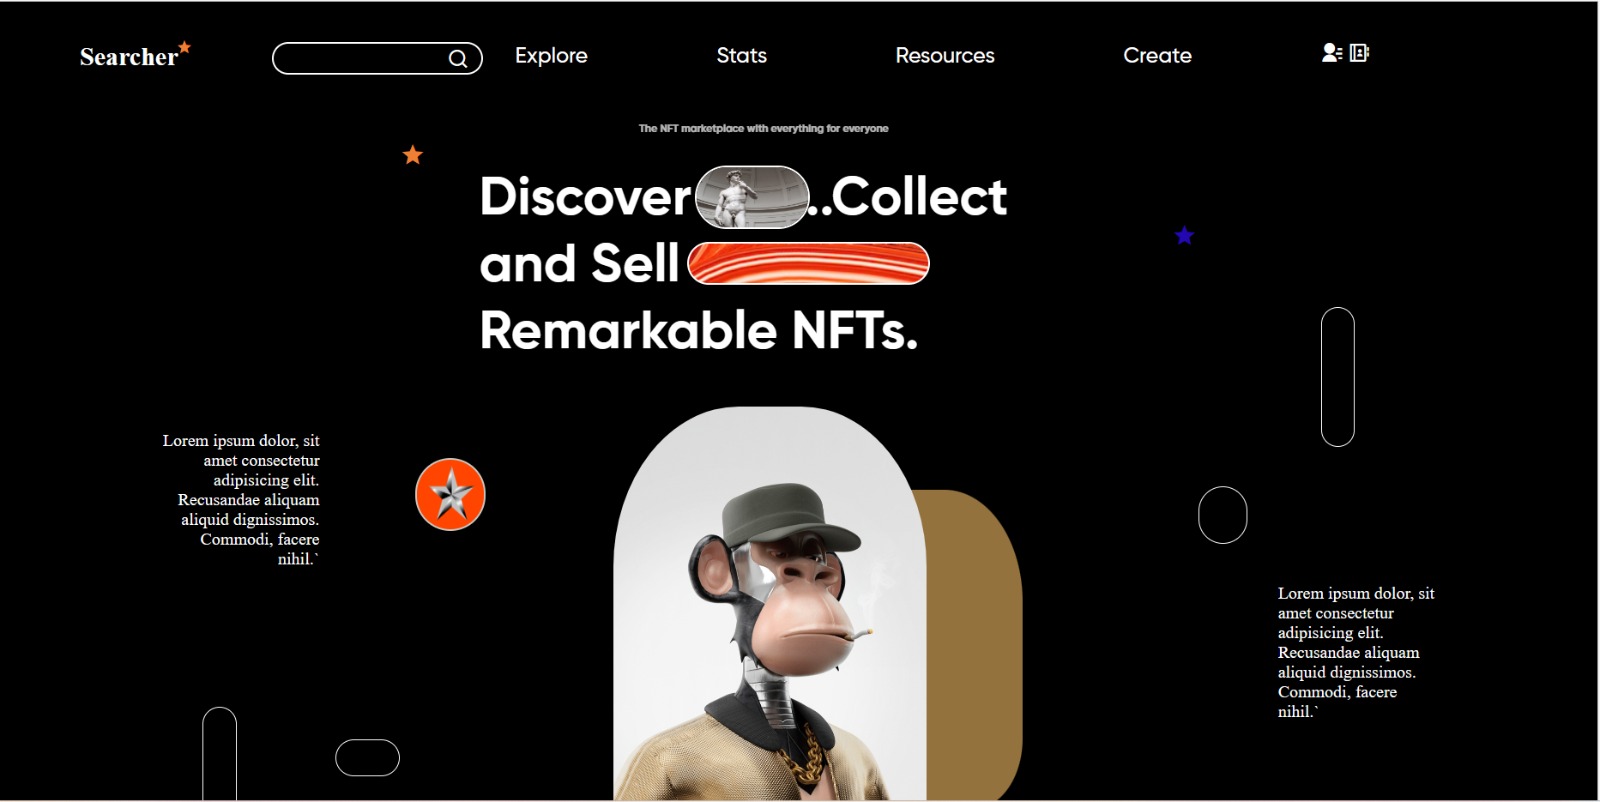 Searcher
Explore
Stats
Resources
Create
The NFT marketplace with everything for everyone
Discover ..Collect
and Sell
Remarkable NFTs.
Lorem ipsum dolor, sit
amet consectetur
adipisicing elit.
Recusandae aliquam
aliquid dignissimos.
Commodi, facere
nihil.`
Lorem ipsum dolor, sit
amet consectetur
adipisicing elit.
Recusandae aliquam
aliquid dignissimos.
Commodi, facere
nihil.`